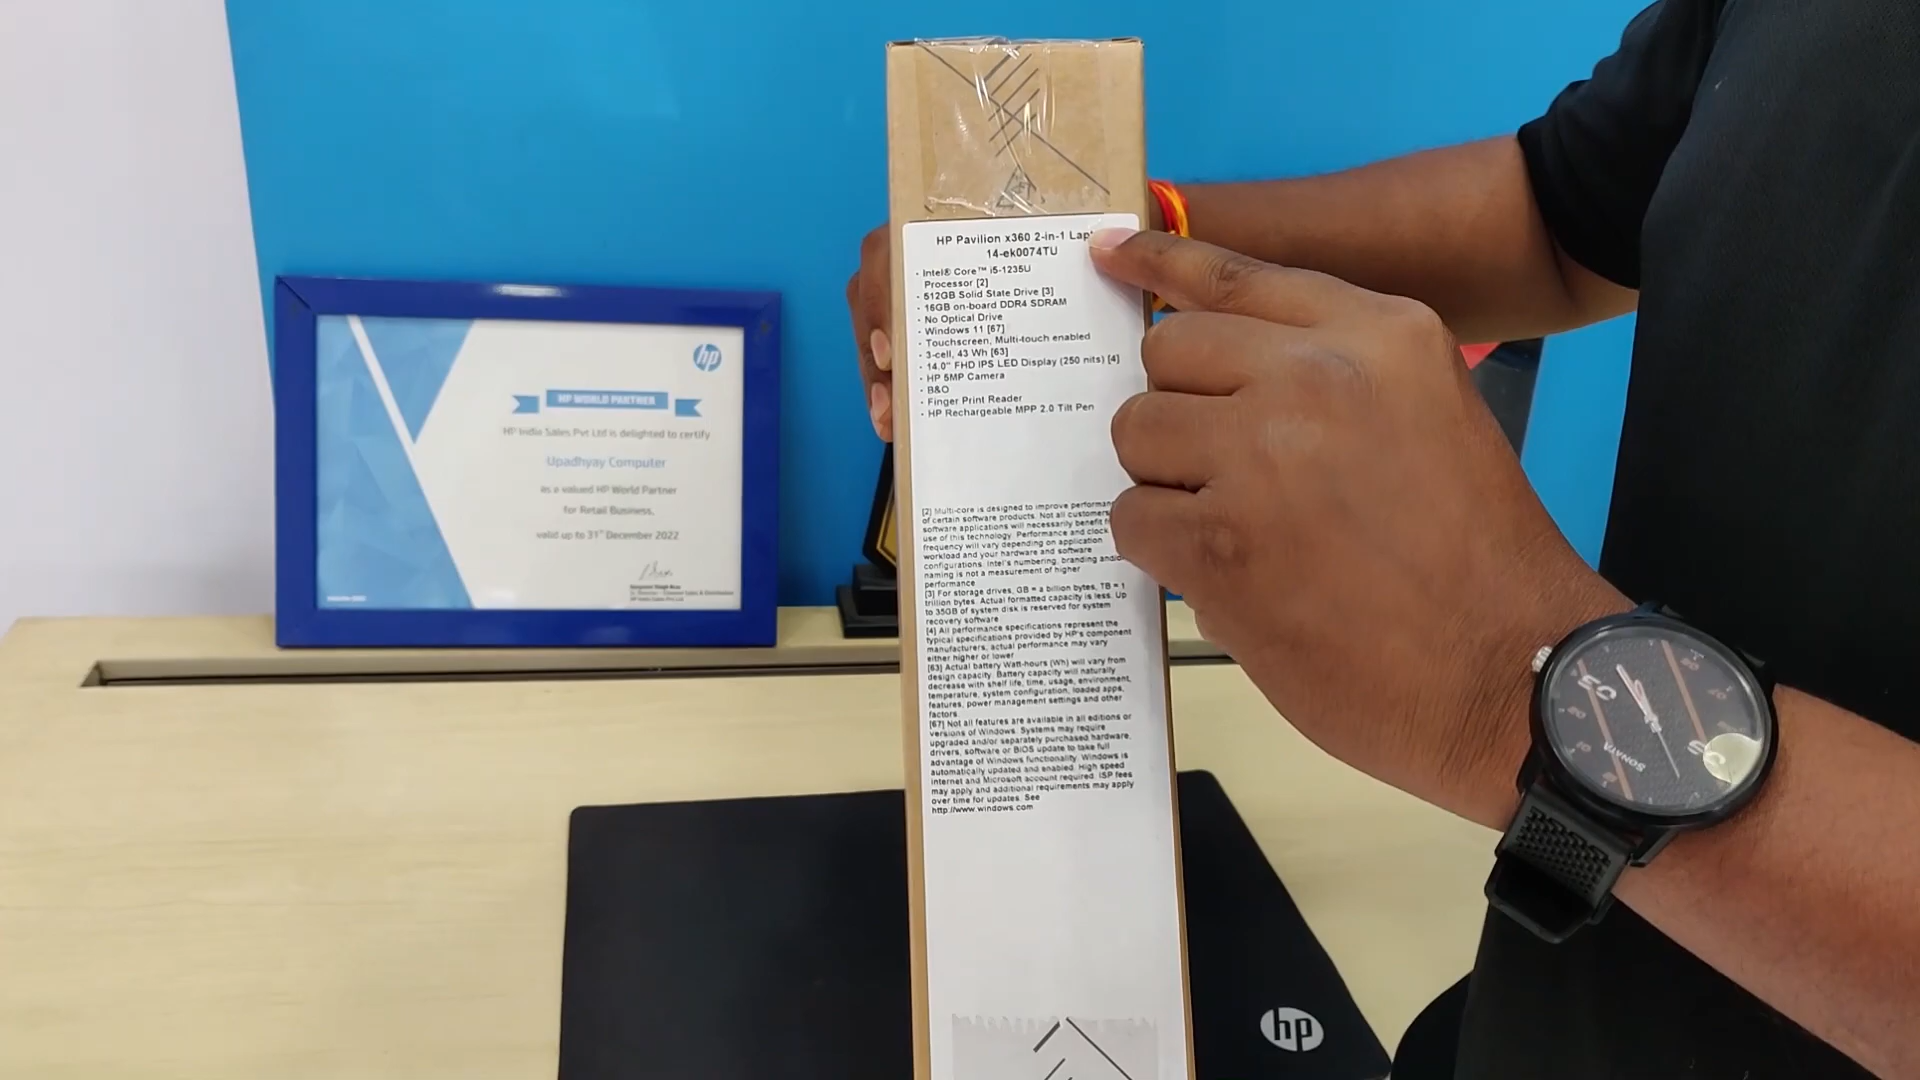 hp
HP WORLD PARTNER
HP India Sales Pvt Ltd is delighted to certify
Upadhyay Computer
as a valued HP World Partner
for Retail Business,
valid up to 31st December 2022
HP Pavilion x360 2-in-1
14-ek0074TU
• Intel® Core™ i5-1235U
Processor [2]
• 512GB Solid State Drive [3]
• 16GB on-board DDR4 SDRAM
• No Optical Drive
• Windows 11 [67]
• Touchscreen, Multi-touch enabled
• 3-cell, 43 Wh [63]
• 14.0" FHD IPS LED Display (250 nits) [4]
• HP 5MP Camera
• B&O
• Finger Print Reader
• HP Rechargeable MPP 2.0 Tilt Pen
[2] Multi-core is designed to improve
of certain software products. Not all customers
software applications will necessarily benefit
use of this technology. Performance and clock
frequency will vary depending on application
workload and your hardware and software
configurations. Intel's numbering, branding
naming is not a measurement of higher
performance
[3] For storage drives, GB = a billion bytes, TB = 1
trillion bytes. Actual formatted capacity is less. Up
to 35GB of system disk is reserved for system
recovery software
[4] All performance specifications represent the
typical specifications provided by HP's component
manufacturers; actual performance may vary
either higher or lower
[63] Actual battery Watt-hours (Wh) will vary from
design capacity. Battery capacity will naturally
decrease with shelf life, time, usage, environment,
temperature, system configuration, loaded apps,
features, power management settings and other
factors
[67] Not all features are available in all editions or
versions of Windows. Systems may require
upgraded and/or separately purchased hardware,
drivers, software or BIOS update to take full
advantage of Windows functionality. Windows is
automatically updated and enabled. High speed
internet and Microsoft account required. ISP fees
may apply and additional requirements may apply
over time for updates. See
http://www.windows.com
SONATA
hp